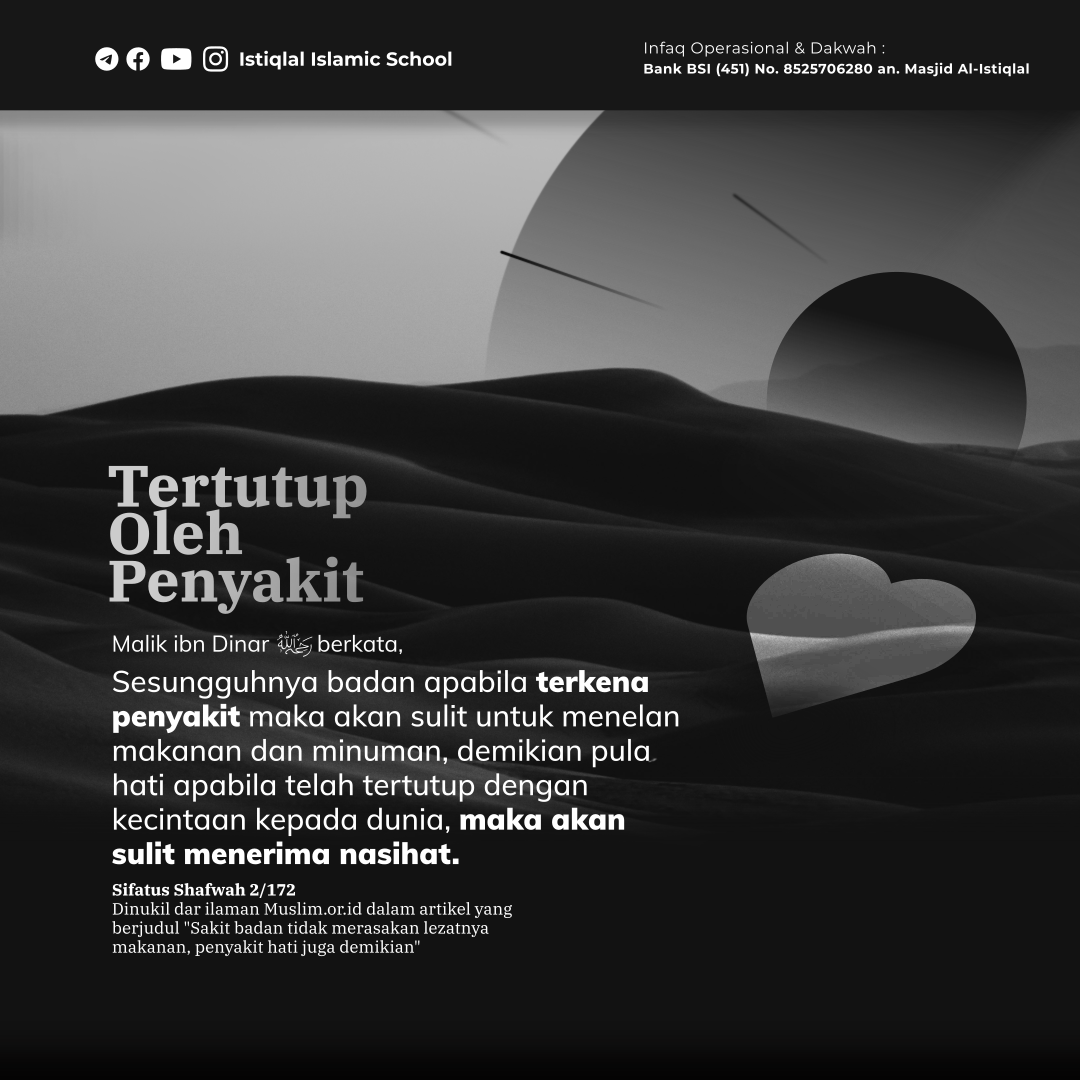 Istiqlal Islamic School
Infaq Operasional & Dakwah :
Bank BSI (451) No. 8525706280 an. Masjid Al-Istiqlal
Tertutup
Oleh
Penyakit
Malik ibn Dinar رحمه الله berkata,
Sesungguhnya badan apabila terkena
penyakit maka akan sulit untuk menelan
makanan dan minuman, demikian pula
hati apabila telah tertutup dengan
kecintaan kepada dunia, maka akan
sulit menerima nasihat.
Sifatus Shafwah 2/172
Dinukil dar ilaman Muslim.or.id dalam artikel yang
berjudul "Sakit badan tidak merasakan lezatnya
makanan, penyakit hati juga demikian"